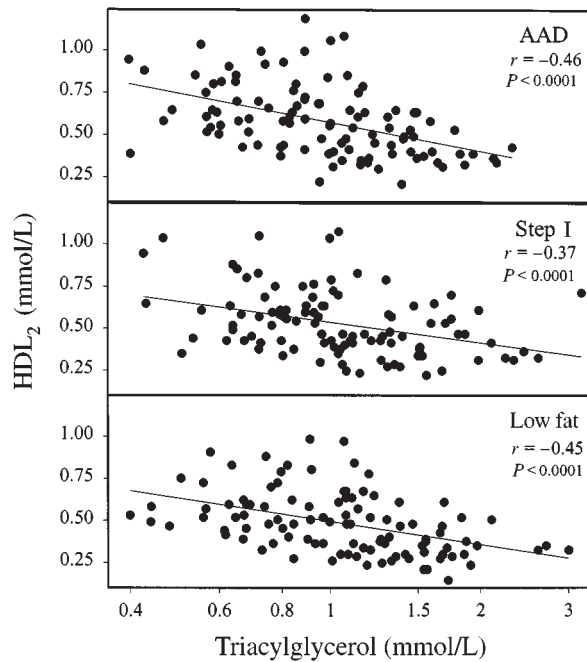 AAD
r = −0.46
P < 0.0001
1.00
0.75
0.50
0.25
Step I
r = −0.37
P < 0.0001
1.00
0.75
0.50
0.25
HDL₂ (mmol/L)
Low fat
r = −0.45
P < 0.0001
1.00
0.75
0.50
0.25
0.4 0.6 0.8 1 1.5 2 3
Triacylglycerol (mmol/L)